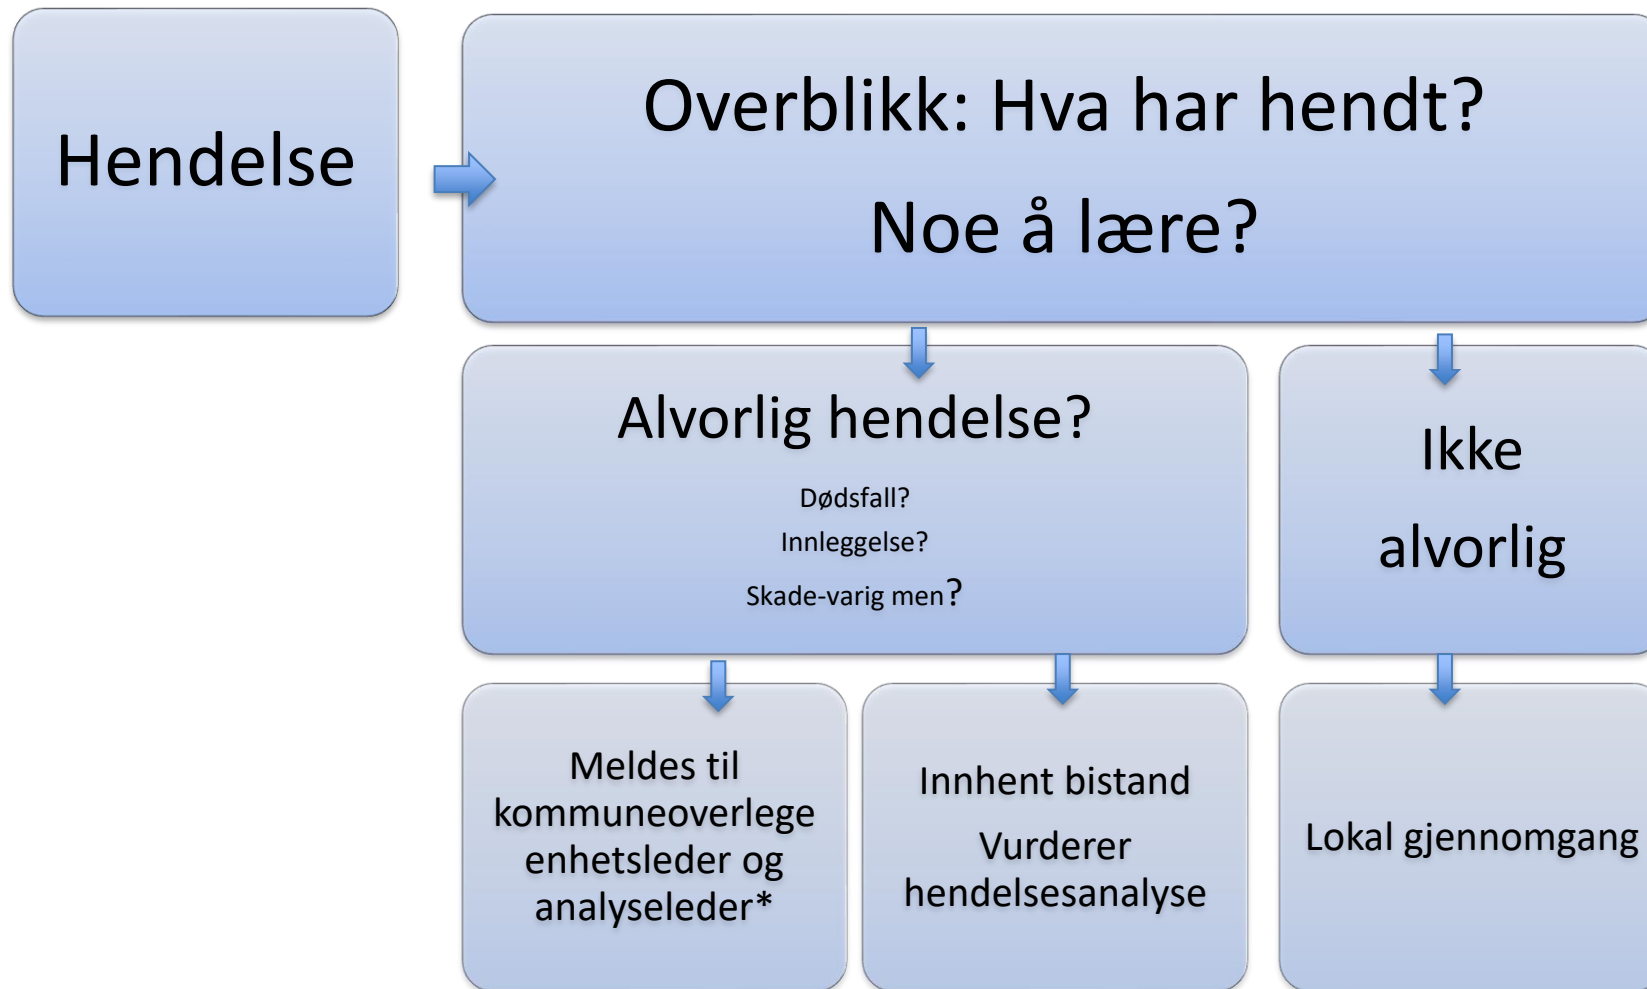 Hendelse
Overblikk: Hva har hendt?
Noe å lære?
Alvorlig hendelse?
Dødsfall?
Innleggelse?
Skade-varig men?
Ikke
alvorlig
Meldes til
kommuneoverlege
enhetsleder og
analyseleder*
Innhent bistand
Vurderer
hendelsesanalyse
Lokal gjennomgang